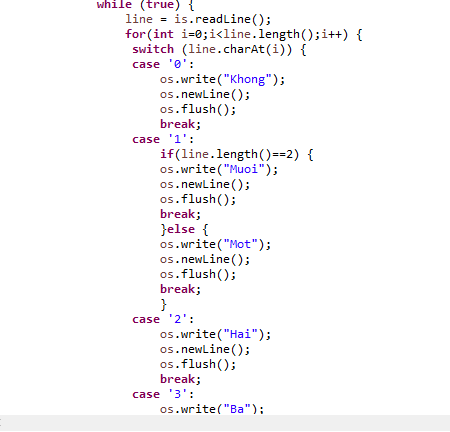 while (true) {
line = is.readLine();
for(int i=0;i<line.length();i++) {
switch (line.charAt(i)) {
case '0':
os.write("Khong");
os.newLine();
os.flush();
break;
case '1':
if(line.length()==2) {
os.write("Muoi");
os.newLine();
os.flush();
break;
}else {
os.write("Mot");
os.newLine();
os.flush();
break;
}
case '2':
os.write("Hai");
os.newLine();
os.flush();
break;
case '3':
os.write("Ba");